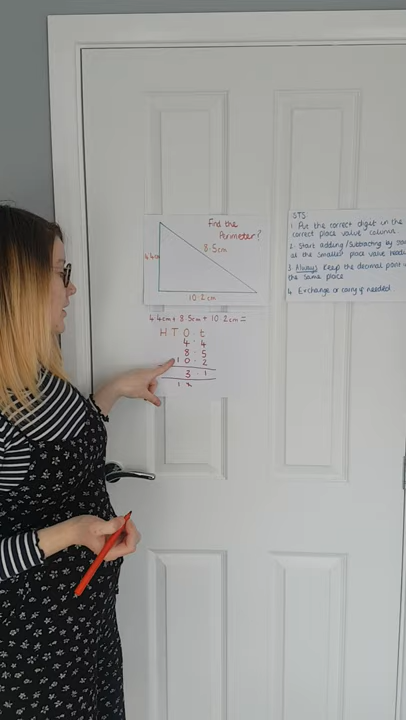 Find the
Perimeter?
4.4cm
8.5cm
10.2cm
4.4cm + 8.5cm + 10.2cm =
H T O t
4.4
8.5
10.2
3.1
1
STS
1 Put the correct digit in the
correct place value column
2 Start adding/subtracting by
at the smaller place value
3 Always keep the decimal point
the same place
4 Exchange or carry if needed